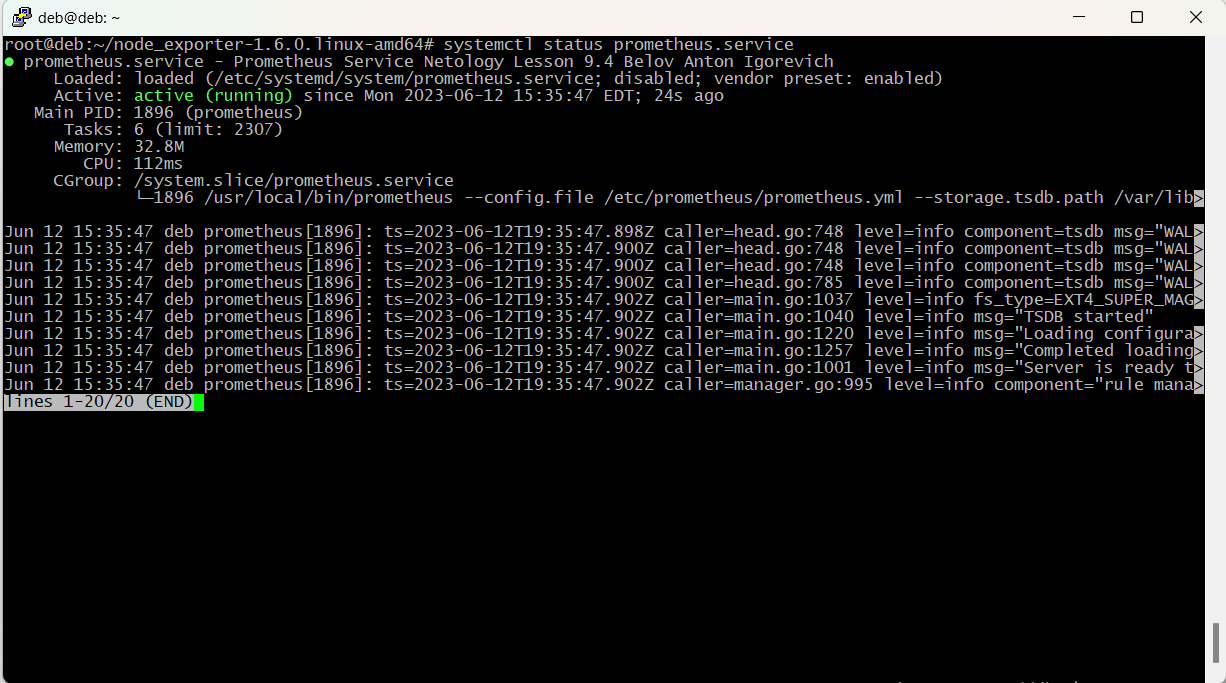 deb@deb: ~
root@deb:~/node_exporter-1.6.0.linux-amd64# systemctl status prometheus.service
● prometheus.service - Prometheus Service Netology Lesson 9.4 Belov Anton Igorevich
Loaded: loaded (/etc/systemd/system/prometheus.service; disabled; vendor preset: enabled)
Active: active (running) since Mon 2023-06-12 15:35:47 EDT; 24s ago
Main PID: 1896 (prometheus)
Tasks: 6 (limit: 2307)
Memory: 32.8M
CPU: 112ms
CGroup: /system.slice/prometheus.service
└─1896 /usr/local/bin/prometheus --config.file /etc/prometheus/prometheus.yml --storage.tsdb.path /var/lib>
Jun 12 15:35:47 deb prometheus[1896]: ts=2023-06-12T19:35:47.898Z caller=head.go:748 level=info component=tsdb msg="WAL>
Jun 12 15:35:47 deb prometheus[1896]: ts=2023-06-12T19:35:47.900Z caller=head.go:748 level=info component=tsdb msg="WAL>
Jun 12 15:35:47 deb prometheus[1896]: ts=2023-06-12T19:35:47.900Z caller=head.go:748 level=info component=tsdb msg="WAL>
Jun 12 15:35:47 deb prometheus[1896]: ts=2023-06-12T19:35:47.900Z caller=head.go:785 level=info component=tsdb msg="WAL>
Jun 12 15:35:47 deb prometheus[1896]: ts=2023-06-12T19:35:47.902Z caller=main.go:1037 level=info fs_type=EXT4_SUPER_MAG>
Jun 12 15:35:47 deb prometheus[1896]: ts=2023-06-12T19:35:47.902Z caller=main.go:1040 level=info msg="TSDB started"
Jun 12 15:35:47 deb prometheus[1896]: ts=2023-06-12T19:35:47.902Z caller=main.go:1220 level=info msg="Loading configura>
Jun 12 15:35:47 deb prometheus[1896]: ts=2023-06-12T19:35:47.902Z caller=main.go:1257 level=info msg="Completed loading>
Jun 12 15:35:47 deb prometheus[1896]: ts=2023-06-12T19:35:47.902Z caller=main.go:1001 level=info msg="Server is ready t>
Jun 12 15:35:47 deb prometheus[1896]: ts=2023-06-12T19:35:47.902Z caller=manager.go:995 level=info component="rule mana>
lines 1-20/20 (END)